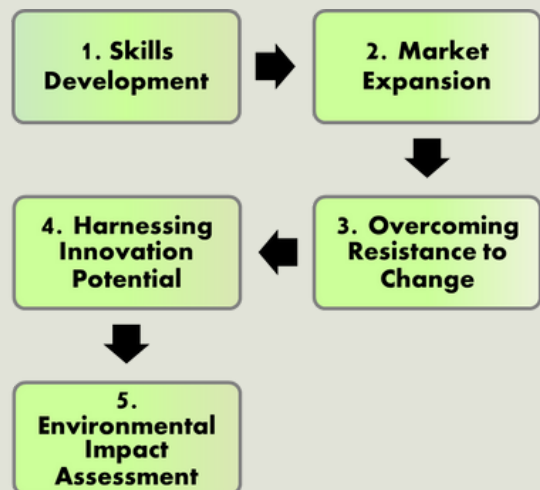 1. Skills
Development
2. Market
Expansion
3. Overcoming
Resistance to
Change
4. Harnessing
Innovation
Potential
5.
Environmental
Impact
Assessment